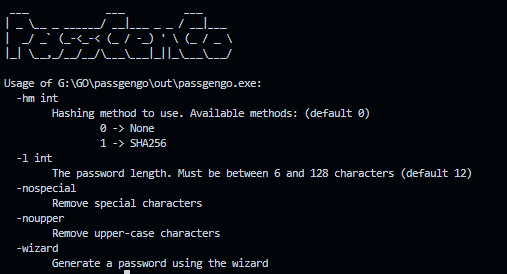 PassGenGo
Usage of G:\GO\passgengo\out\passgengo.exe:
-hm int
Hashing method to use. Available methods: (default 0)
0 -> None
1 -> SHA256
-l int
The password length. Must be between 6 and 128 characters (default 12)
-nospecial
Remove special characters
-noupper
Remove upper-case characters
-wizard
Generate a password using the wizard